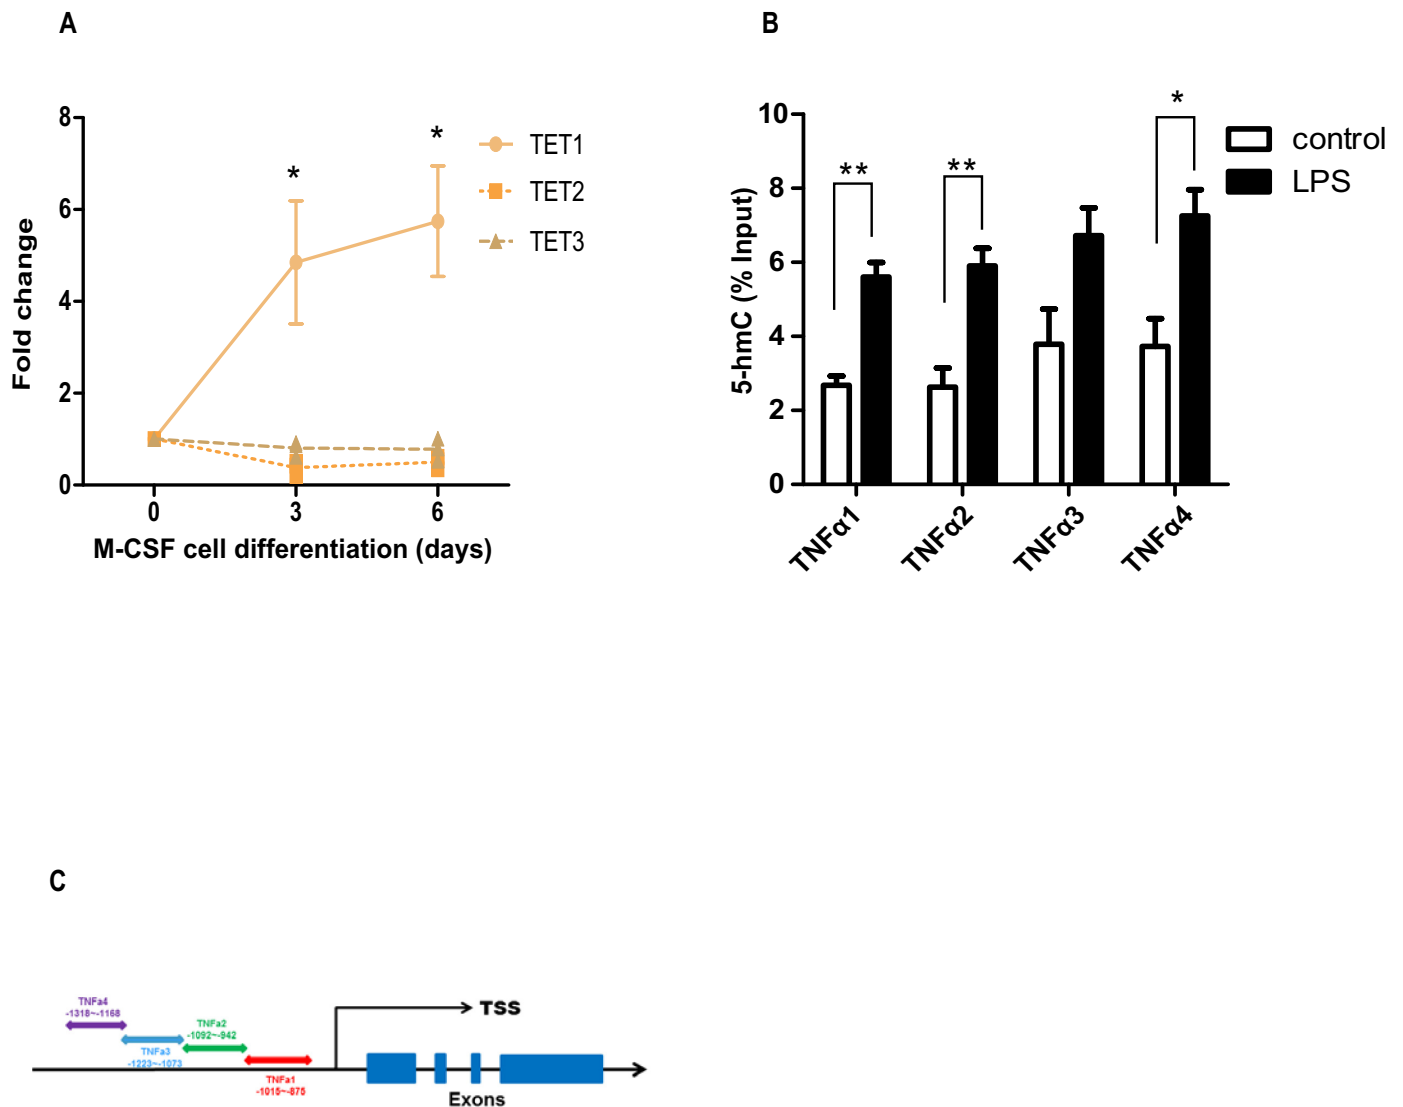 A
8
6
4
2
0
Fold change
*
*
TET1
TET2
TET3
0 3 6
M-CSF cell differentiation (days)
B
10
8
6
4
2
0
5-hmC (% Input)
**
**
*
control
LPS
TNFα1 TNFα2 TNFα3 TNFα4
C
TNFa4
-1318~-1168
TNFa3
-1223~-1073
TNFa2
-1092~-942
TNFa1
-1015~-875
TSS
Exons